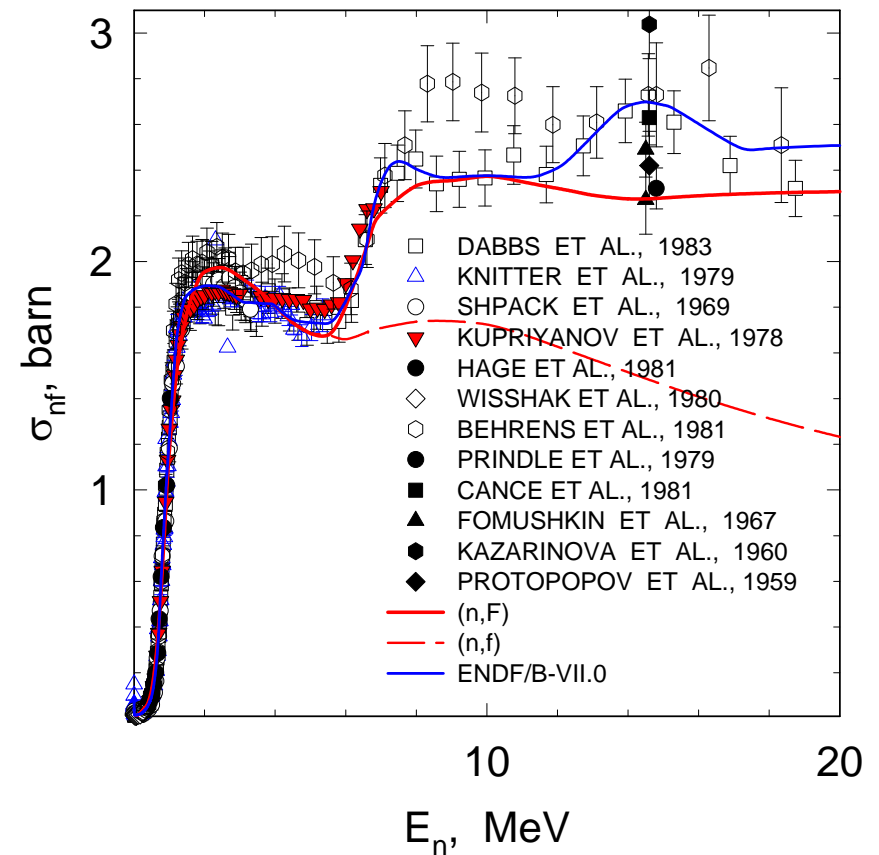 3
2
1
σnf, barn
DABBS ET AL., 1983
KNITTER ET AL., 1979
SHPACK ET AL., 1969
KUPRIYANOV ET AL., 1978
HAGE ET AL., 1981
WISSHAK ET AL., 1980
BEHRENS ET AL., 1981
PRINDLE ET AL., 1979
CANCE ET AL., 1981
FOMUSHKIN ET AL., 1967
KAZARINOVA ET AL., 1960
PROTOPOPOV ET AL., 1959
(n,F)
(n,f)
ENDF/B-VII.0
10 20
En, MeV